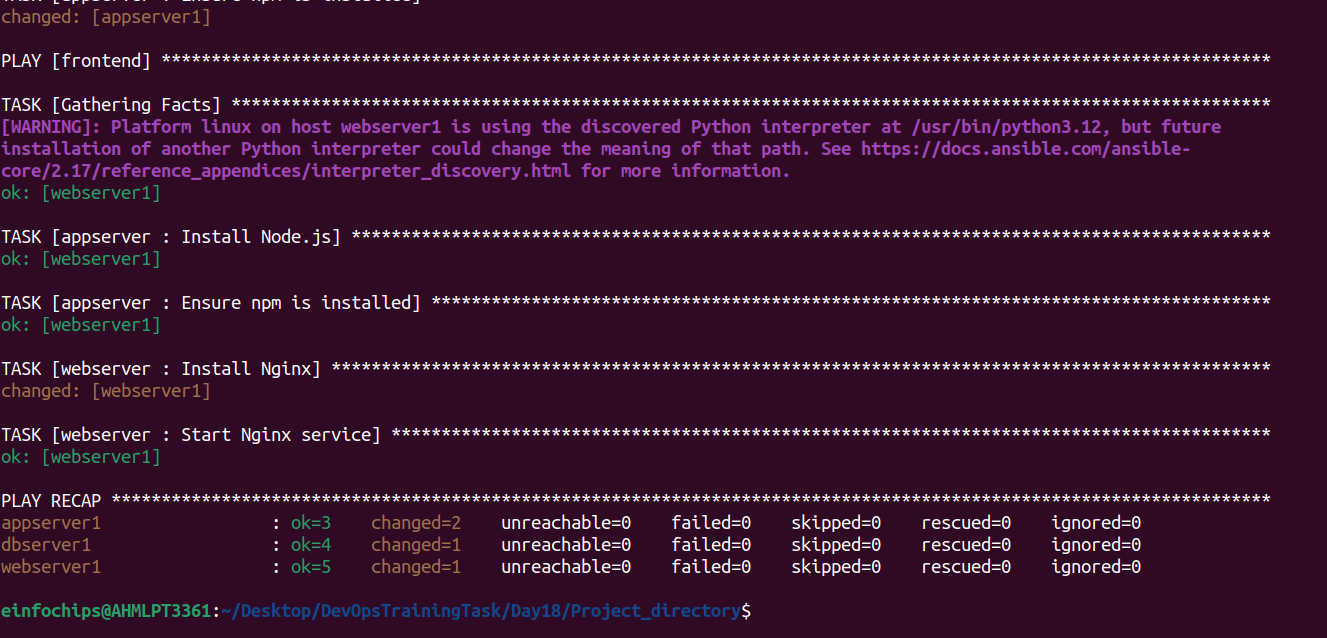 TASK [appserver : Ensure npm is installed]
changed: [appserver1]
PLAY [frontend] ***************************************************************************************************************
TASK [Gathering Facts] ********************************************************************************************************
[WARNING]: Platform linux on host webserver1 is using the discovered Python interpreter at /usr/bin/python3.12, but future
installation of another Python interpreter could change the meaning of that path. See https://docs.ansible.com/ansible-
core/2.17/reference_appendices/interpreter_discovery.html for more information.
ok: [webserver1]
TASK [appserver : Install Node.js] ********************************************************************************************
ok: [webserver1]
TASK [appserver : Ensure npm is installed] ************************************************************************************
ok: [webserver1]
TASK [webserver : Install Nginx] **********************************************************************************************
changed: [webserver1]
TASK [webserver : Start Nginx service] ****************************************************************************************
ok: [webserver1]
PLAY RECAP ********************************************************************************************************************
appserver1 : ok=3 changed=2 unreachable=0 failed=0 skipped=0 rescued=0 ignored=0
dbserver1 : ok=4 changed=1 unreachable=0 failed=0 skipped=0 rescued=0 ignored=0
webserver1 : ok=5 changed=1 unreachable=0 failed=0 skipped=0 rescued=0 ignored=0
einfochips@AHMLPT3361:~/Desktop/DevOpsTrainingTask/Day18/Project_directory$